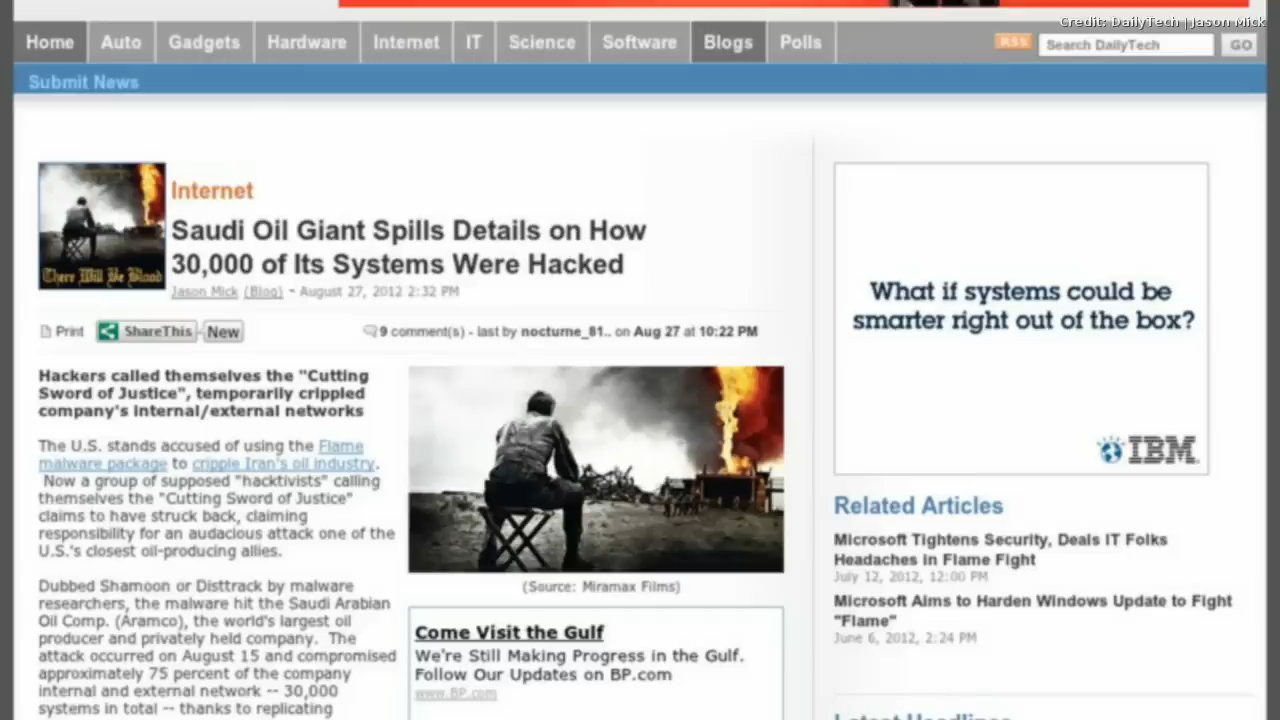 Credit: DailyTech | Jason Mick
Home Auto Gadgets Hardware Internet IT Science Software Blogs Polls RSS Search DailyTech GO
Submit News
There Will Be Blood
Internet
Saudi Oil Giant Spills Details on How
30,000 of Its Systems Were Hacked
Jason Mick (Blog) - August 27, 2012 2:32 PM
Print ShareThis New 9 comment(s) - last by nocturne_81.. on Aug 27 at 10:22 PM
Hackers called themselves the "Cutting
Sword of Justice", temporarily crippled
company's internal/external networks
The U.S. stands accused of using the Flame
malware package to cripple Iran's oil industry.
Now a group of supposed "hacktivists" calling
themselves the "Cutting Sword of Justice"
claims to have struck back, claiming
responsibility for an audacious attack one of the
U.S.'s closest oil-producing allies.
Dubbed Shamoon or Disttrack by malware
researchers, the malware hit the Saudi Arabian
Oil Comp. (Aramco), the world's largest oil
producer and privately held company. The
attack occurred on August 15 and compromised
approximately 75 percent of the company
internal and external network -- 30,000
systems in total -- thanks to replicating
(Source: Miramax Films)
Come Visit the Gulf
We're Still Making Progress in the Gulf.
Follow Our Updates on BP.com
www.BP.com
What if systems could be
smarter right out of the box?
IBM
Related Articles
Microsoft Tightens Security, Deals IT Folks
Headaches in Flame Fight
July 12, 2012, 12:00 PM
Microsoft Aims to Harden Windows Update to Fight
"Flame"
June 6, 2012, 2:24 PM
Latest Headlines